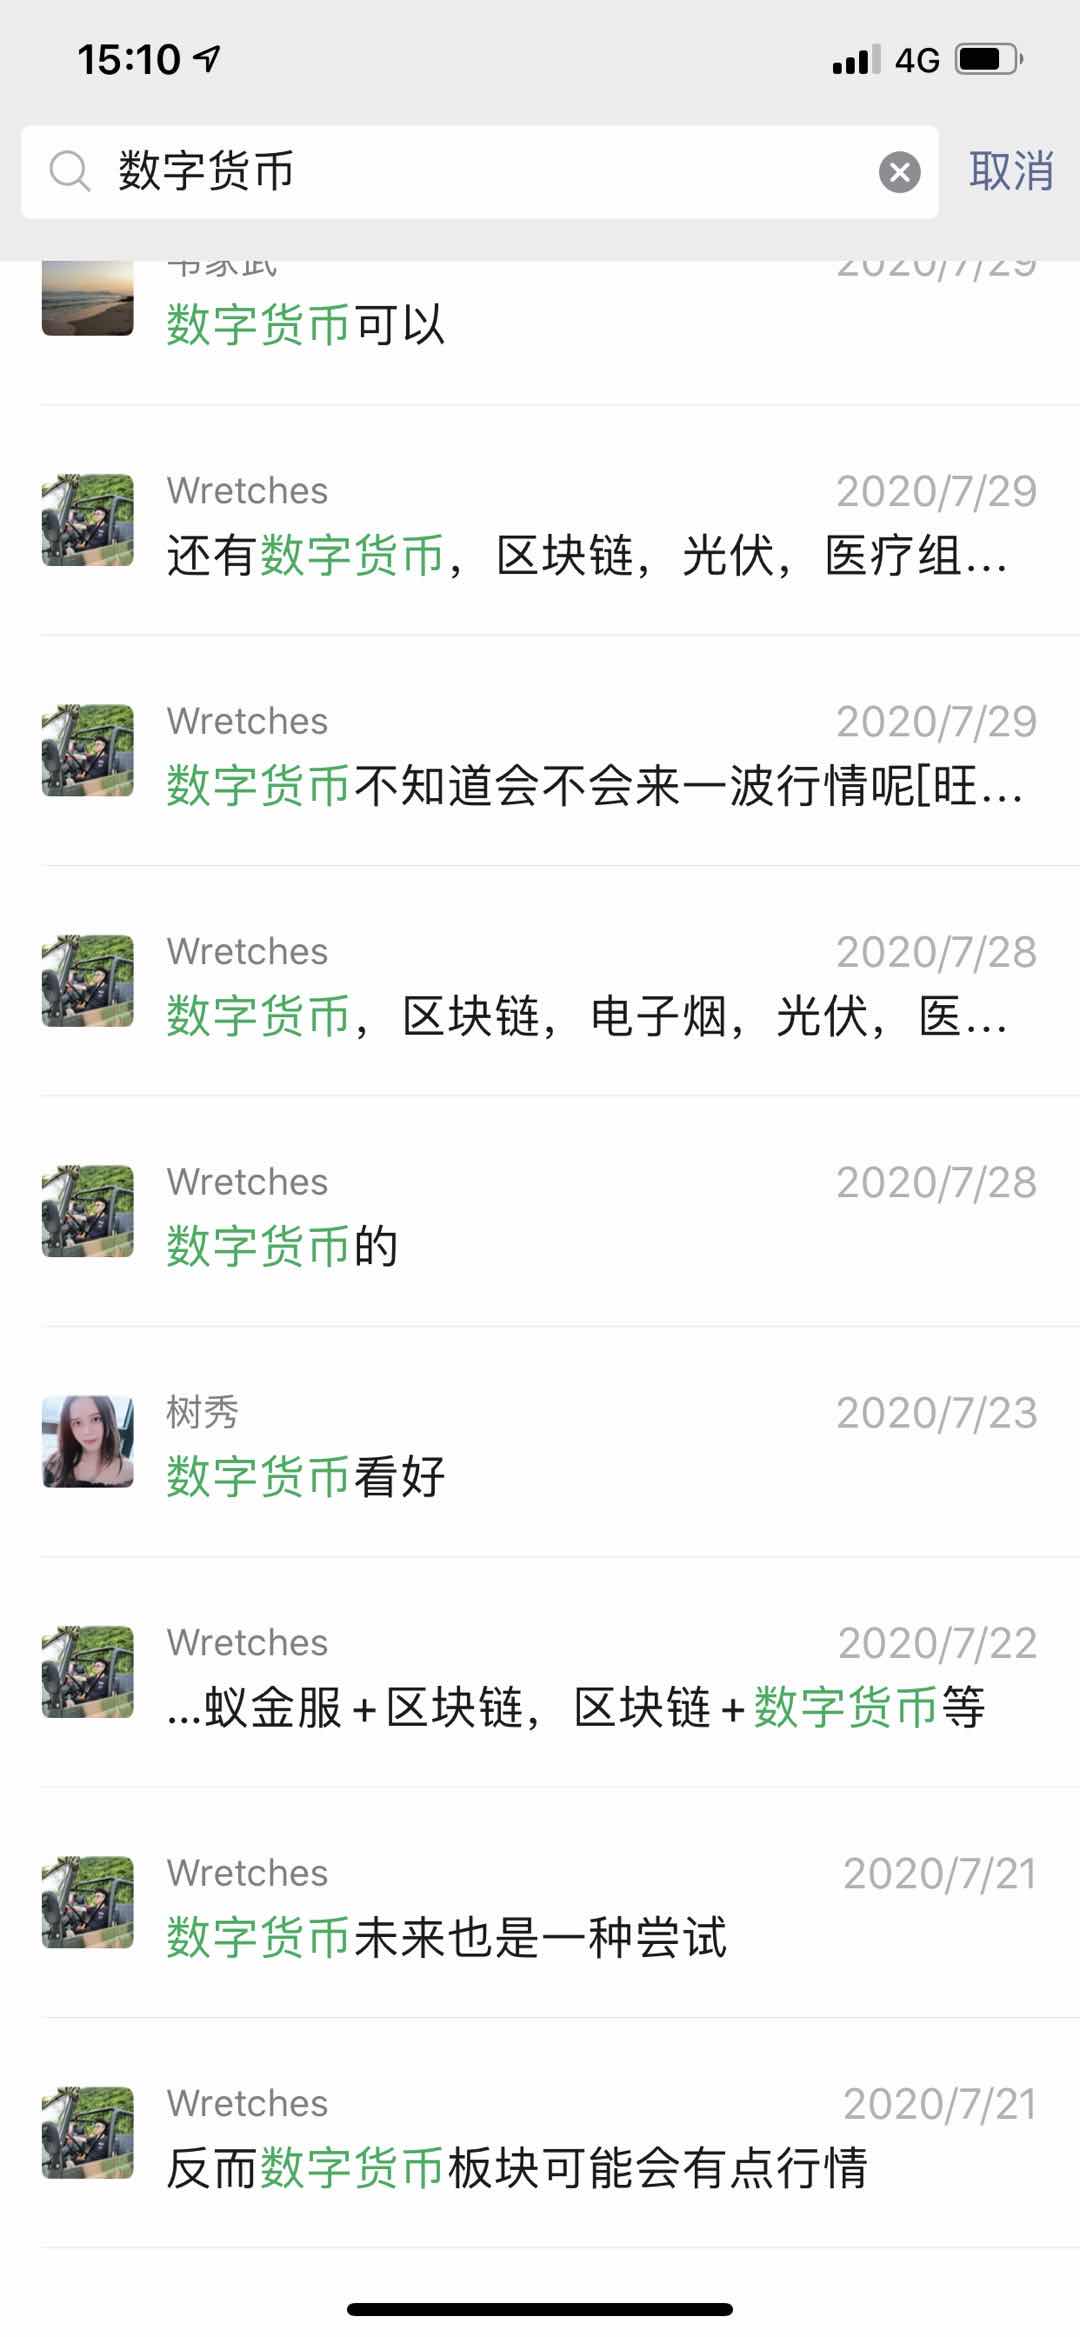 15:10
4G
数字货币
取消
2020/7/29
数字货币可以
Wretches
2020/7/29
还有数字货币，区块链，光伏，医疗组...
Wretches
2020/7/29
数字货币不知道会不会来一波行情呢[旺...
Wretches
2020/7/28
数字货币，区块链，电子烟，光伏，医...
Wretches
2020/7/28
数字货币的
树秀
2020/7/23
数字货币看好
Wretches
2020/7/22
...蚁金服+区块链，区块链+数字货币等
Wretches
2020/7/21
数字货币未来也是一种尝试
Wretches
2020/7/21
反而数字货币板块可能会有点行情